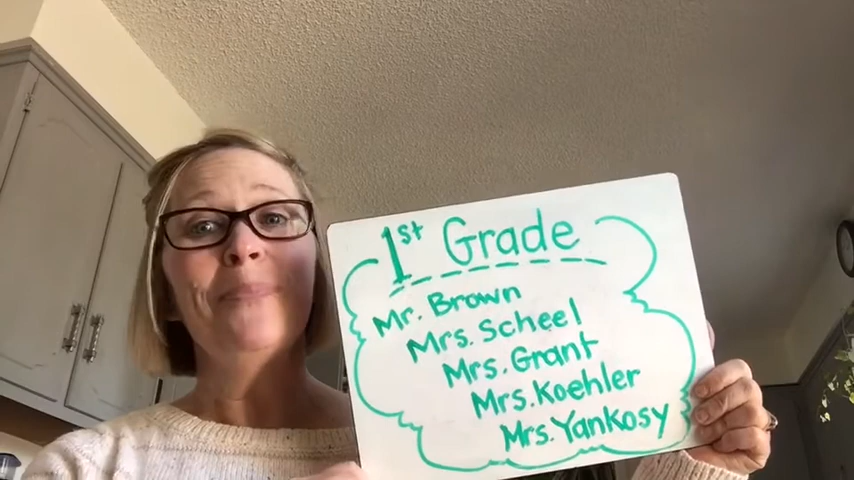 1st Grade
Mr. Brown
Mrs. Scheel
Mrs. Grant
Mrs. Koehler
Mrs. Yankosy